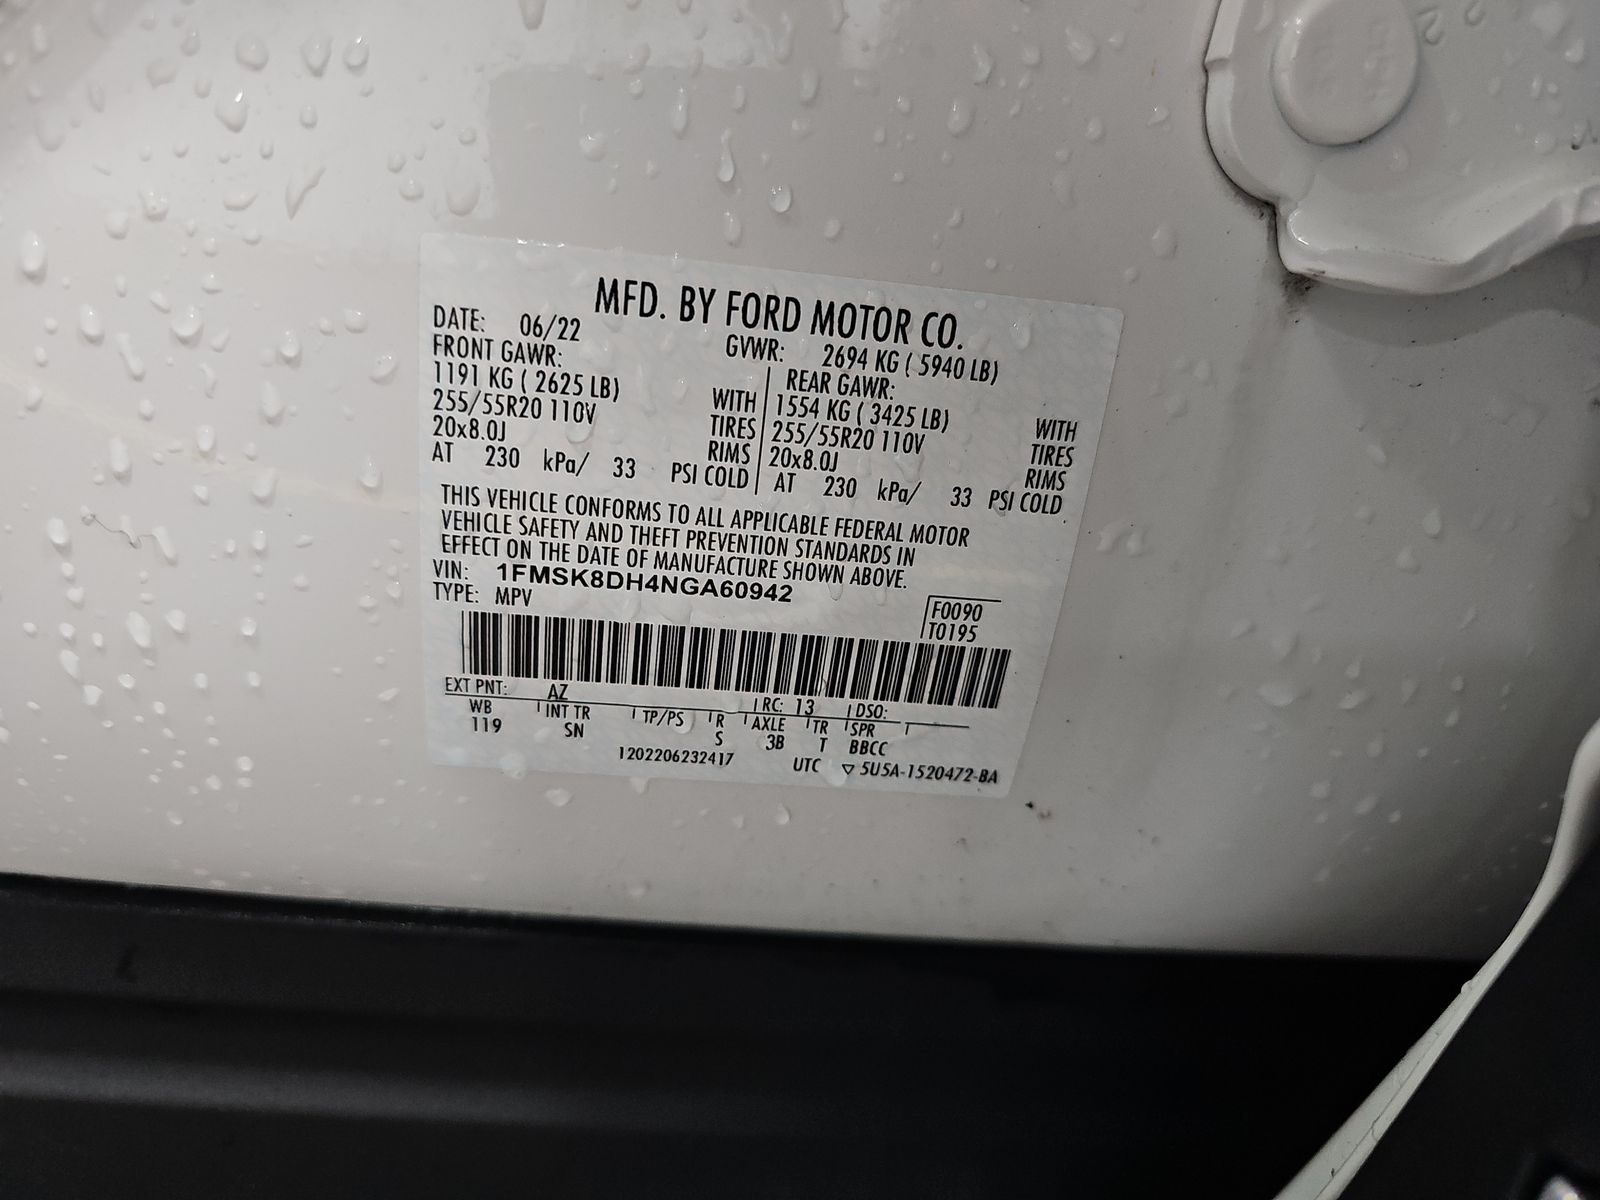 MFD. BY FORD MOTOR CO.
DATE: 06/22 GVWR: 2694 KG ( 5940 LB)
FRONT GAWR: REAR GAWR:
1191 KG ( 2625 LB) WITH 1554 KG ( 3425 LB) WITH
255/55R20 110V TIRES 255/55R20 110V TIRES
20x8.0J RIMS 20x8.0J RIMS
AT 230 kPa/ 33 PSI COLD AT 230 kPa/ 33 PSI COLD
THIS VEHICLE CONFORMS TO ALL APPLICABLE FEDERAL MOTOR
VEHICLE SAFETY AND THEFT PREVENTION STANDARDS IN
EFFECT ON THE DATE OF MANUFACTURE SHOWN ABOVE.
VIN: 1FMSK8DH4NGA60942
TYPE: MPV
F0090
T0195
EXT PNT: AZ RC: 13 DSO:
WB INT TR TP/PS R AXLE TR SPR
119 SN S 3B T BBCC
1202206232417 UTC ▽ 5U5A-1520472-BA